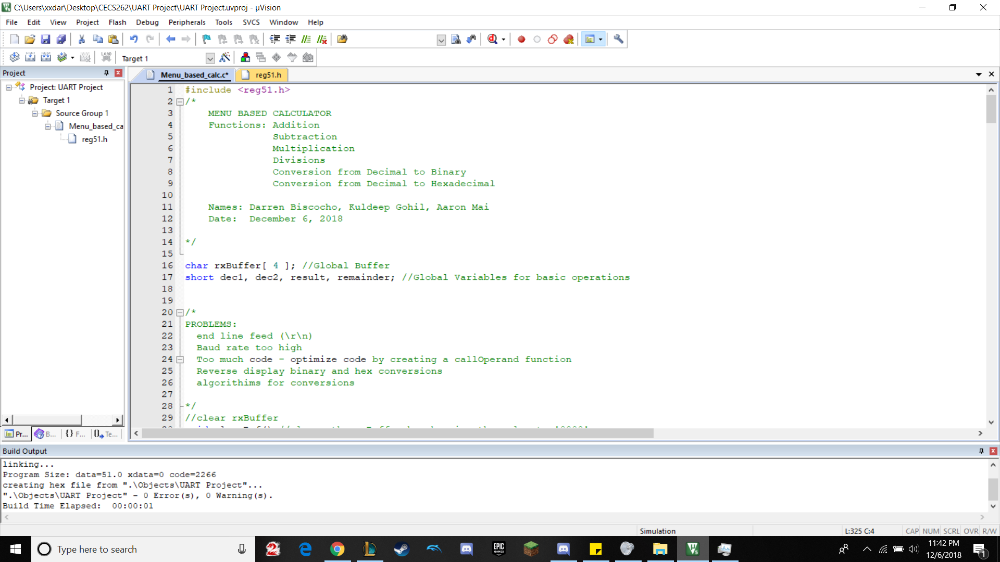 C:\Users\xxdar\Desktop\CECS262\UART Project\UART Project.uvproj - µVision
File Edit View Project Flash Debug Peripherals Tools SVCS Window Help
LOAD
Target 1
Project
Project: UART Project
Target 1
Source Group 1
Menu_based_ca
reg51.h
Pr... B... {} F... Te...
Menu_based_calc.c* reg51.h
1 #include <reg51.h>
2 /*
3 MENU BASED CALCULATOR
4 Functions: Addition
5 Subtraction
6 Multiplication
7 Divisions
8 Conversion from Decimal to Binary
9 Conversion from Decimal to Hexadecimal
10
11 Names: Darren Biscocho, Kuldeep Gohil, Aaron Mai
12 Date: December 6, 2018
13
14 */
15
16 char rxBuffer[ 4 ]; //Global Buffer
17 short dec1, dec2, result, remainder; //Global Variables for basic operations
18
19
20 /*
21 PROBLEMS:
22 end line feed (\r\n)
23 Baud rate too high
24 Too much code - optimize code by creating a callOperand function
25 Reverse display binary and hex conversions
26 algorithims for conversions
27
28 */
29 //clear rxBuffer
Build Output
linking...
Program Size: data=51.0 xdata=0 code=2266
creating hex file from ".\Objects\UART Project"...
".\Objects\UART Project" - 0 Error(s), 0 Warning(s).
Build Time Elapsed: 00:00:01
Simulation L:325 C:4 CAP NUM SCRL OVR R/W
Type here to search
EPIC GAMES
11:42 PM
12/6/2018
1